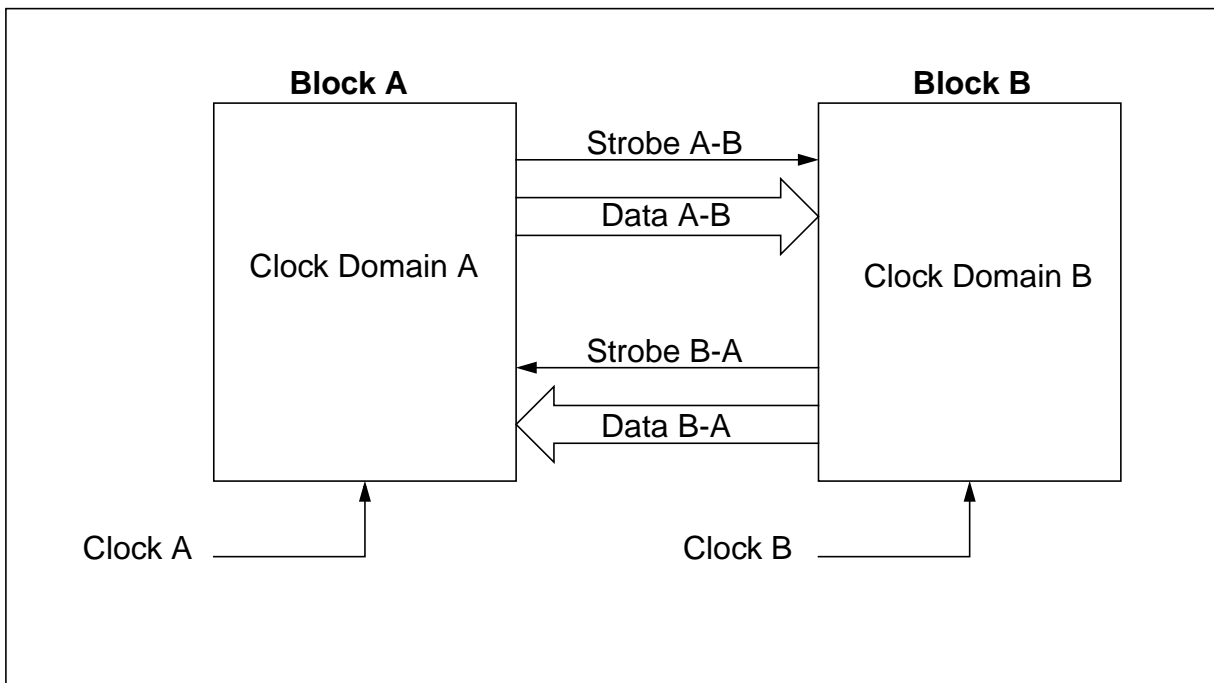 Block A
Block B
Strobe A-B
Data A-B
Clock Domain A
Clock Domain B
Strobe B-A
Data B-A
Clock A
Clock B